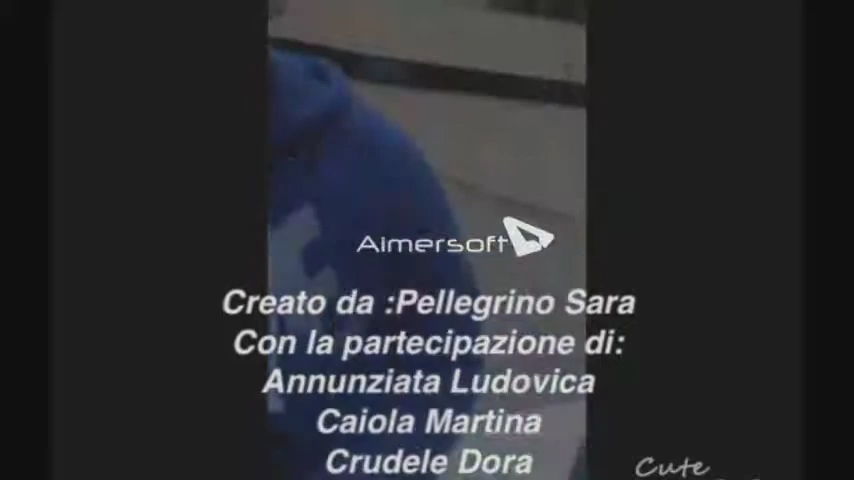 Aimersoft
Creato da :Pellegrino Sara
Con la partecipazione di:
Annunziata Ludovica
Caiola Martina
Crudele Dora
Cute